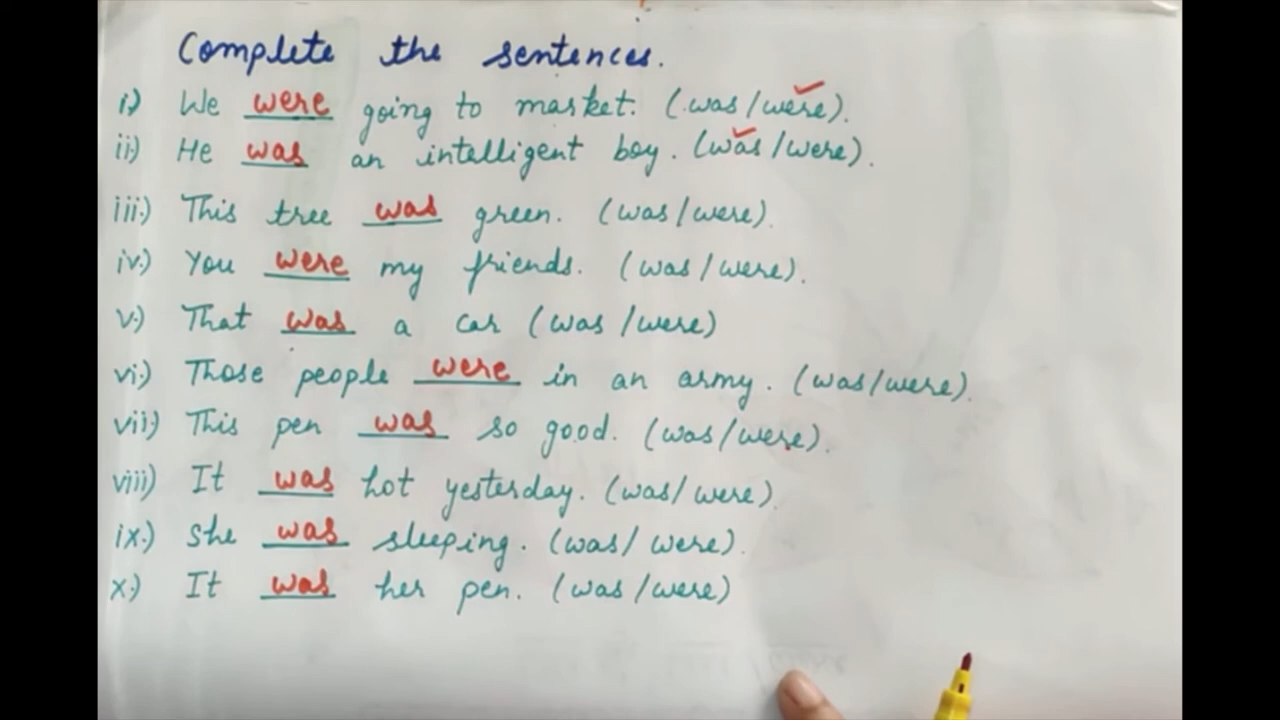 Complete the sentences.
i.) We were going to market. (was/were).
ii.) He was an intelligent boy. (was/were).
iii.) This tree was green. (was/were).
iv.) You were my friends. (was/were).
v.) That was a car (was/were)
vi.) Those people were in an army. (was/were).
vii.) This pen was so good. (was/were).
viii) It was hot yesterday. (was/were).
ix.) She was sleeping. (was/were).
x.) It was her pen. (was/were)